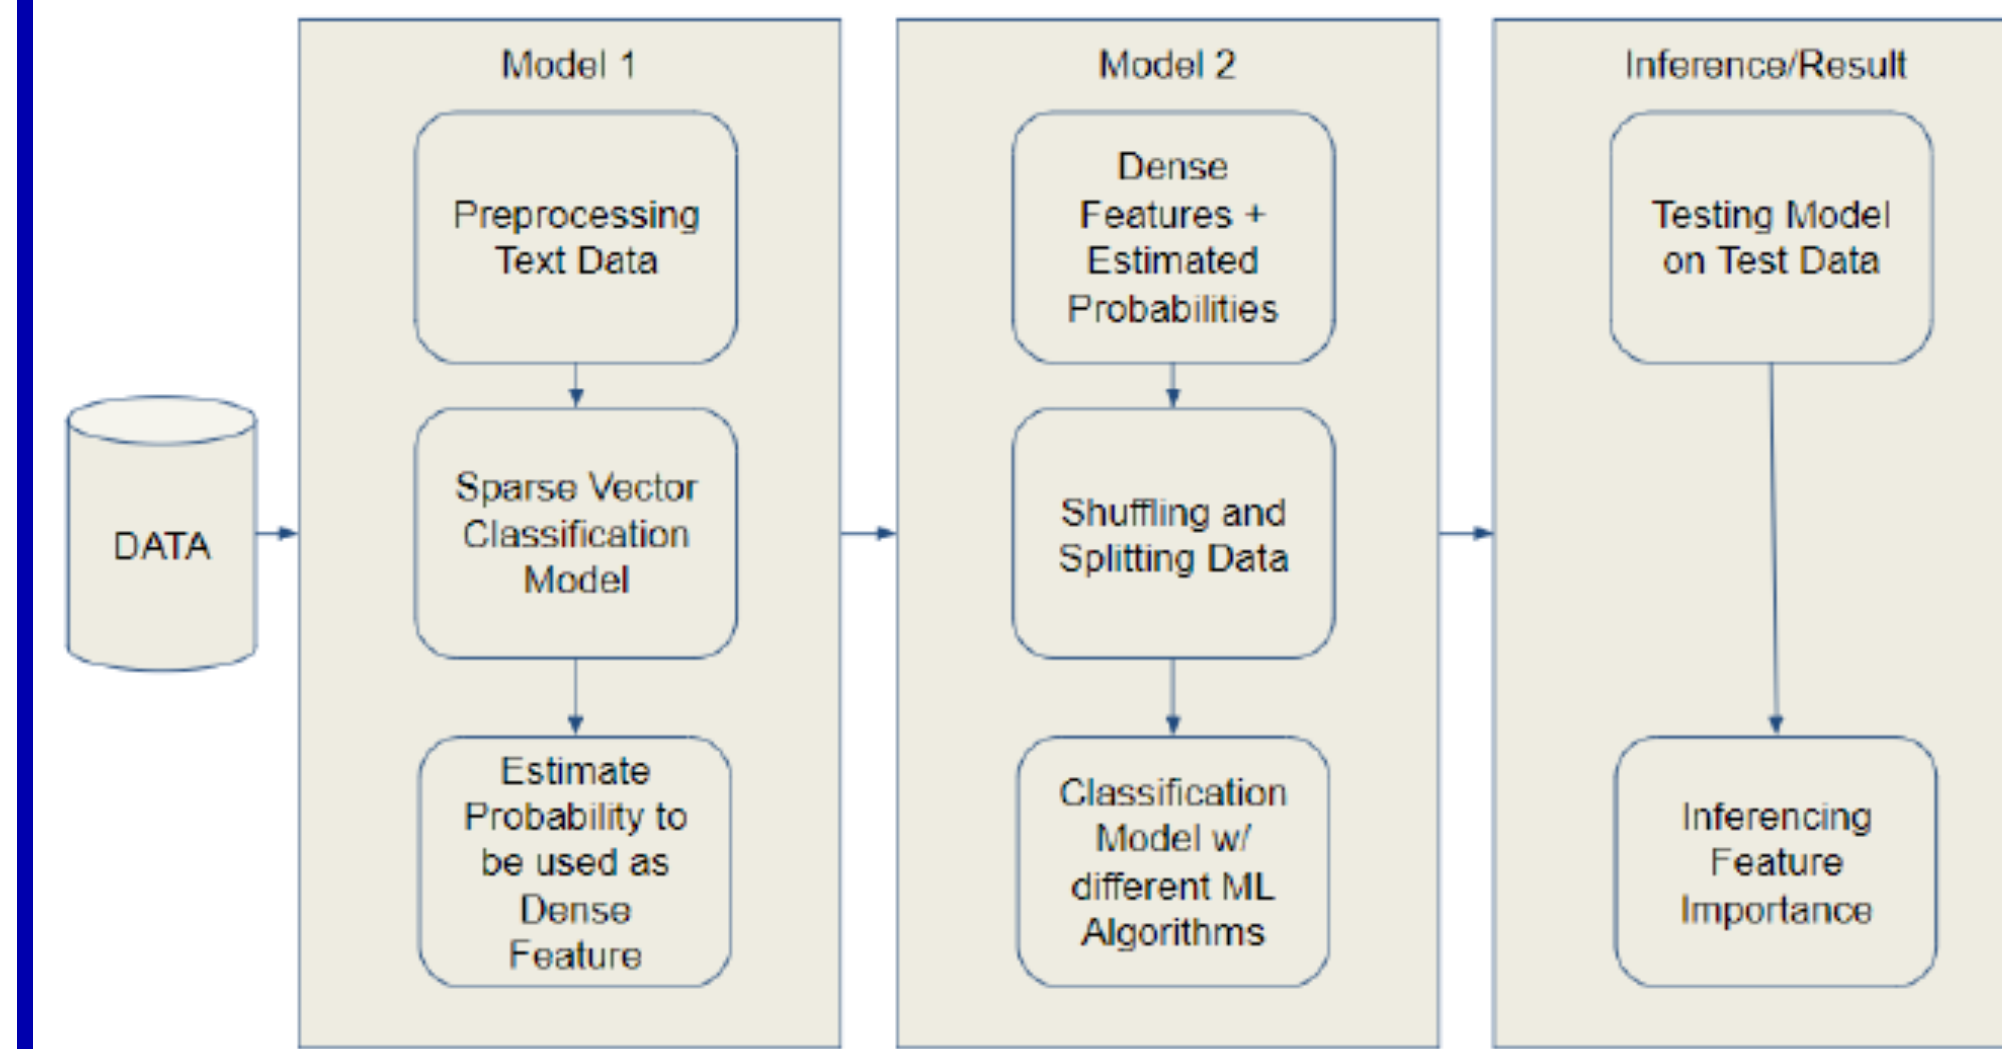 DATA
Model 1
Preprocessing
Text Data
Sparse Vector
Classification
Model
Estimate
Probability to
be used as
Dense
Feature
Model 2
Dense
Features +
Estimated
Probabilities
Shuffling and
Splitting Data
Classification
Model w/
different ML
Algorithms
Inference/Result
Testing Model
on Test Data
Inferencing
Feature
Importance